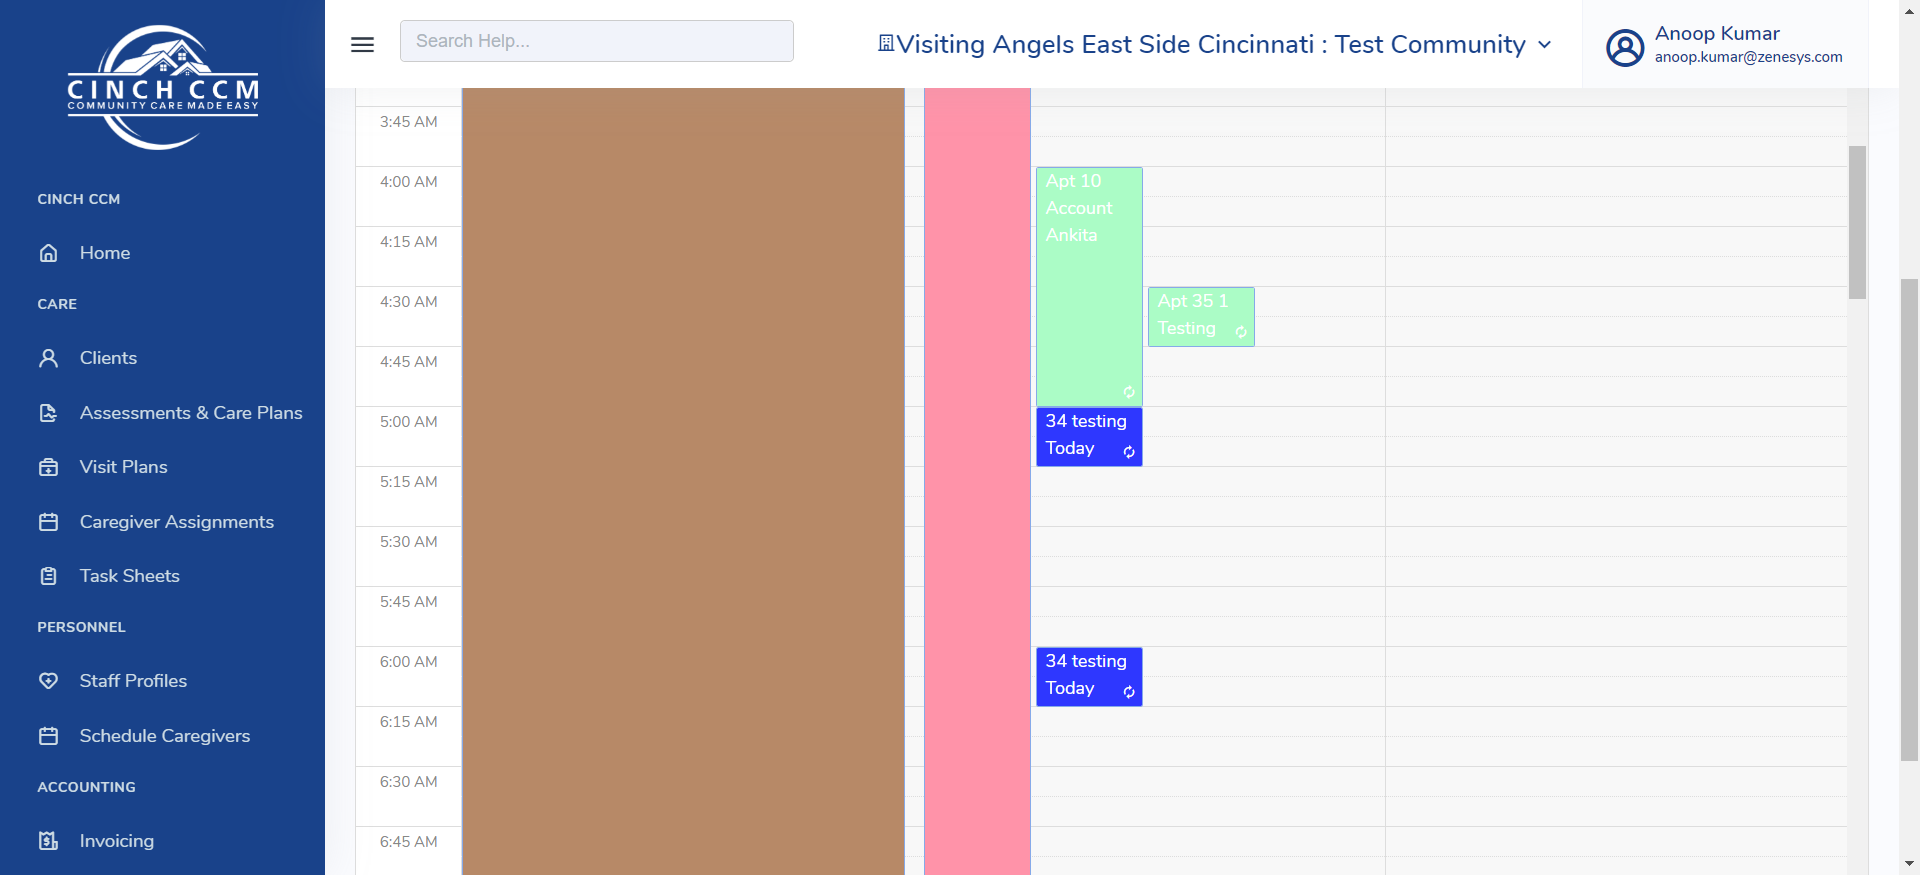 CINCH CCM
COMMUNITY CARE MADE EASY
CINCH CCM
Home
CARE
Clients
Assessments & Care Plans
Visit Plans
Caregiver Assignments
Task Sheets
PERSONNEL
Staff Profiles
Schedule Caregivers
ACCOUNTING
Invoicing
Search Help...
Visiting Angels East Side Cincinnati : Test Community
Anoop Kumar
anoop.kumar@zenesys.com
3:45 AM
4:00 AM
4:15 AM
4:30 AM
4:45 AM
5:00 AM
5:15 AM
5:30 AM
5:45 AM
6:00 AM
6:15 AM
6:30 AM
6:45 AM
Apt 10
Account
Ankita
Apt 35 1
Testing
34 testing
Today
34 testing
Today